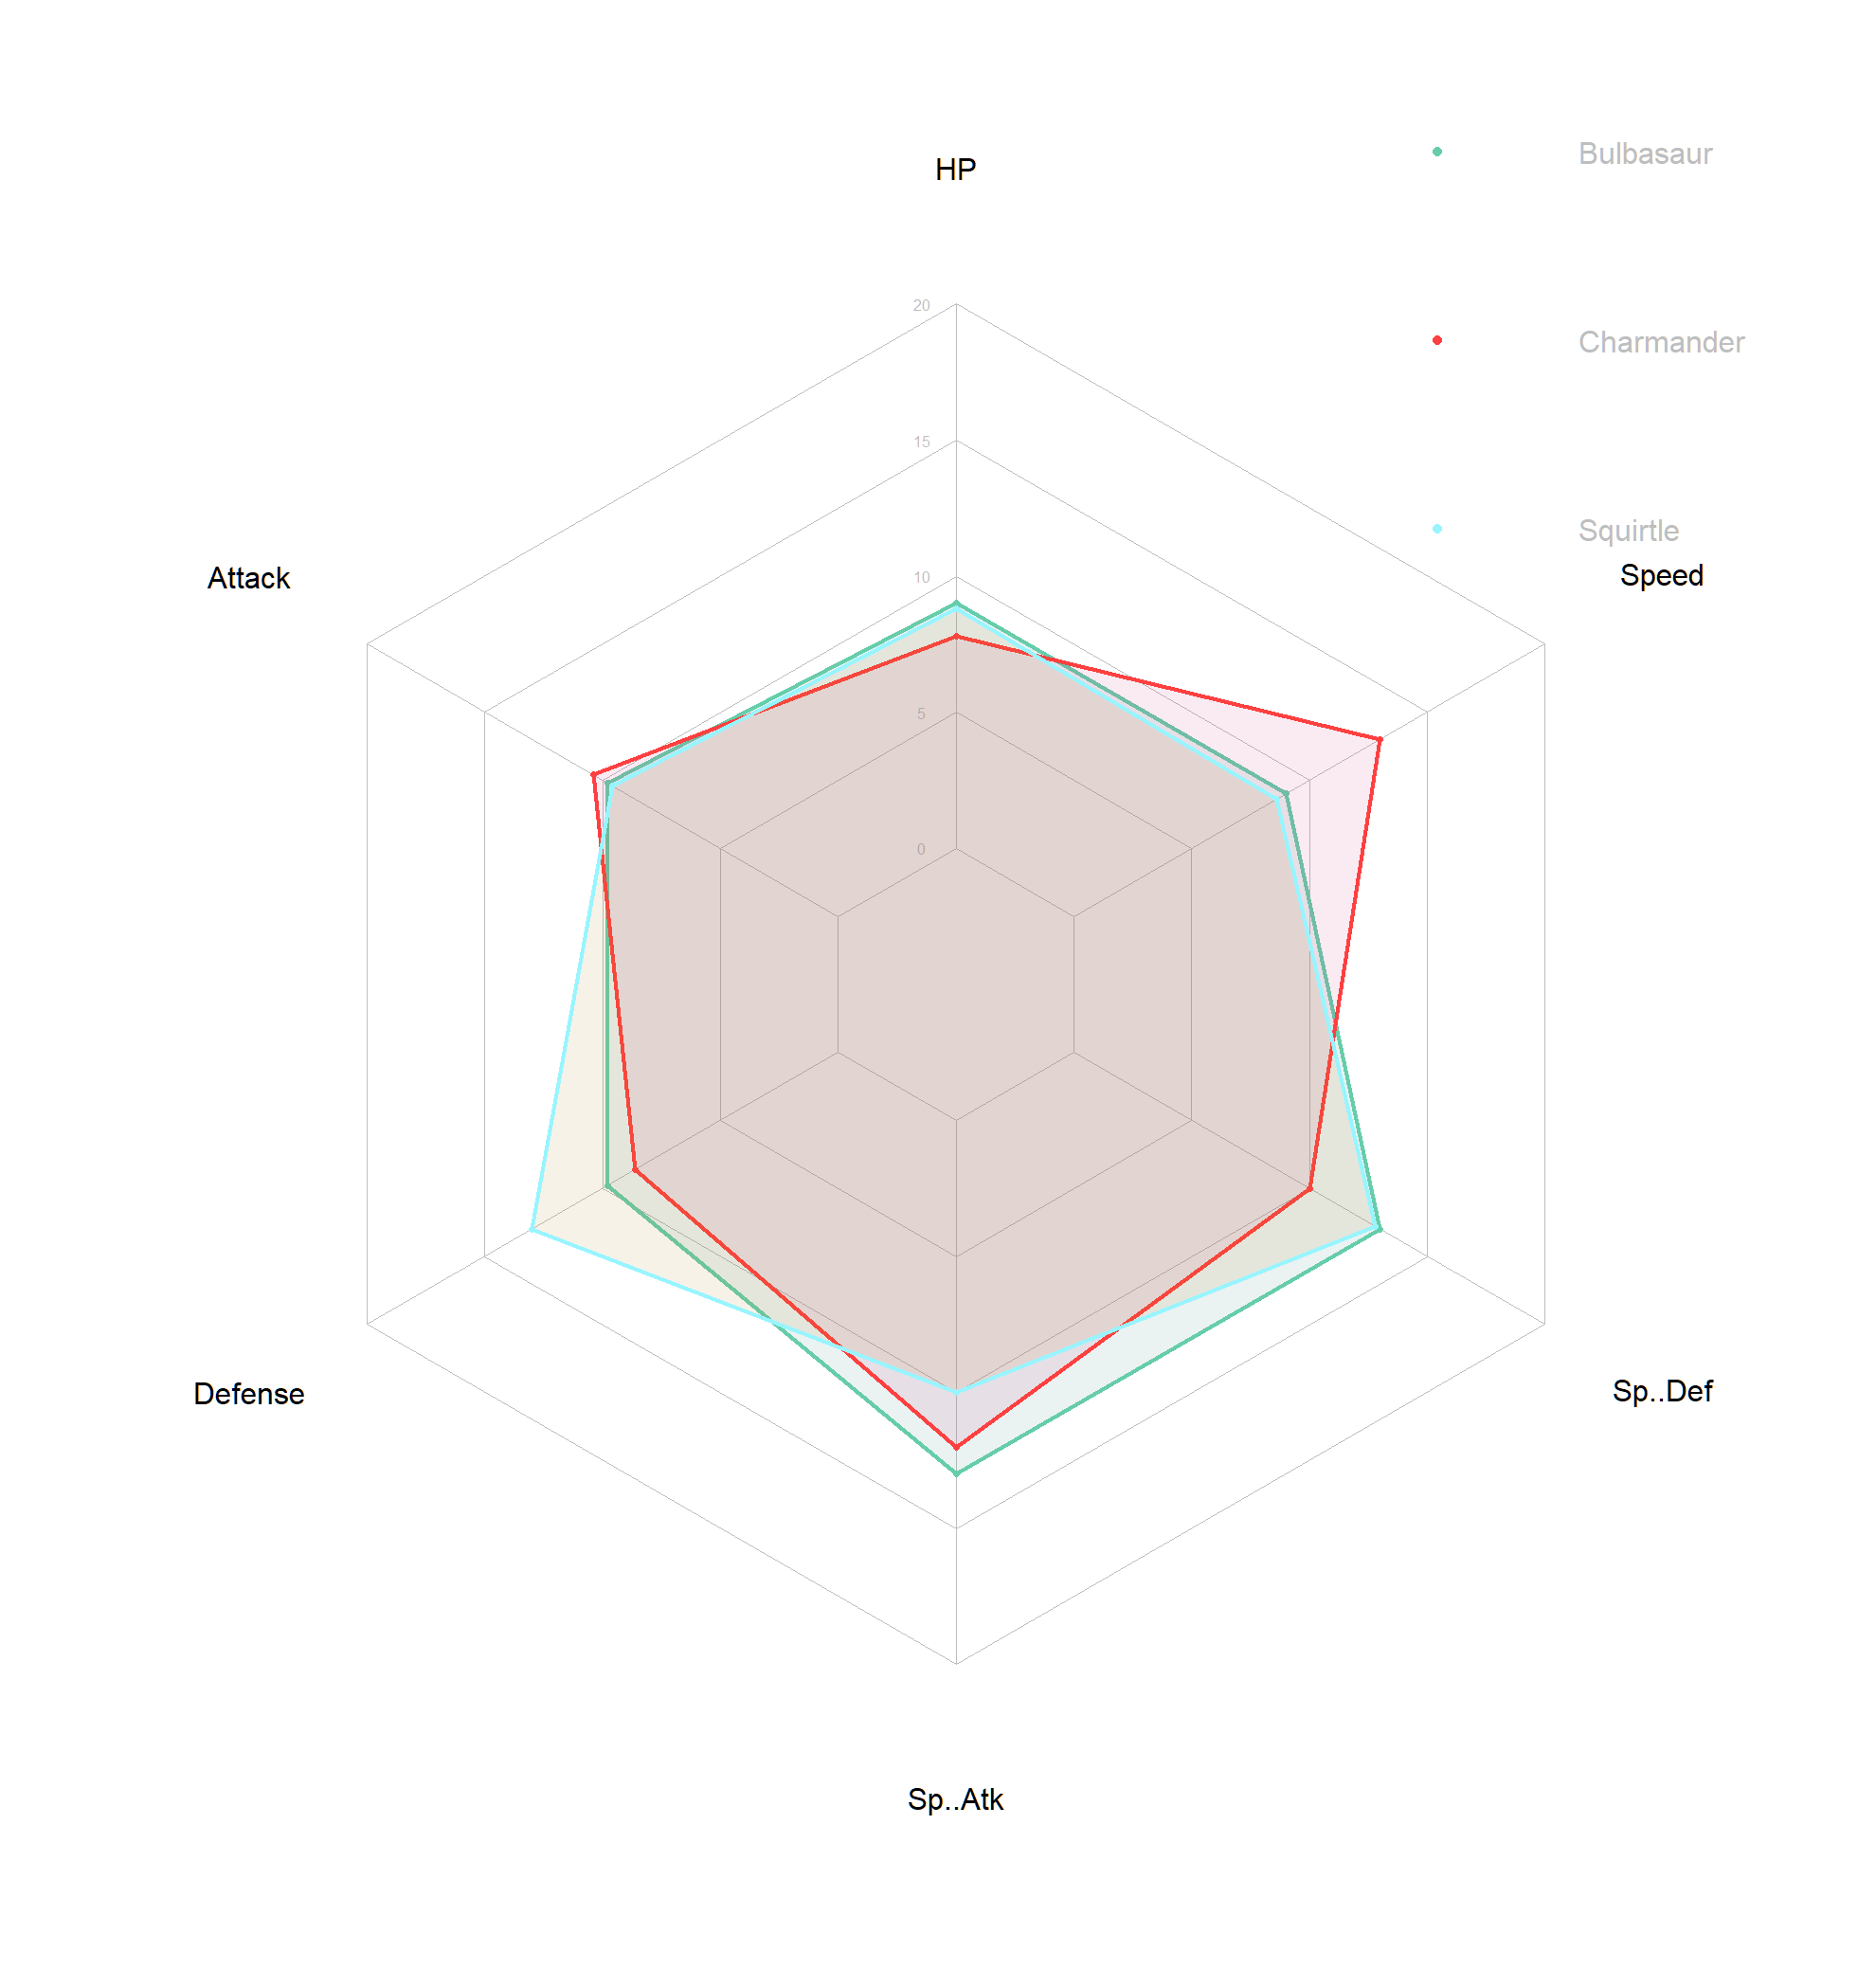 Bulbasaur
HP
20
Charmander
15
Squirtle
10
Attack
Speed
5
0
Defense
Sp..Def
Sp..Atk